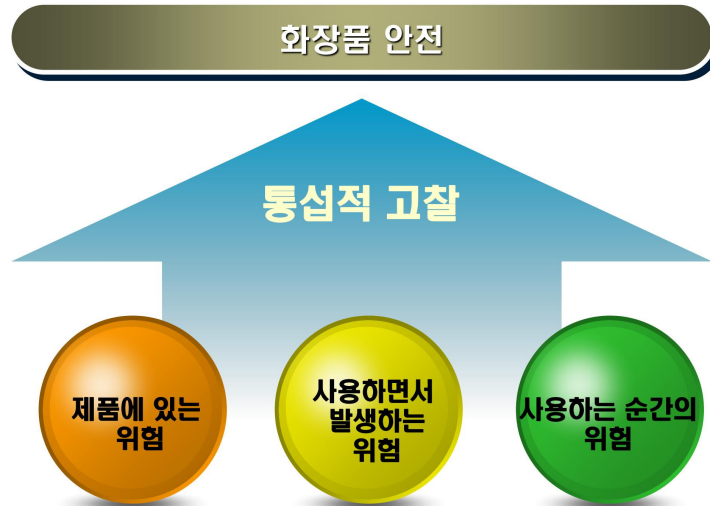 화장품 안전
통섭적 고찰
제품에 있는
위험
사용하면서
발생하는
위험
사용하는 순간의
위험